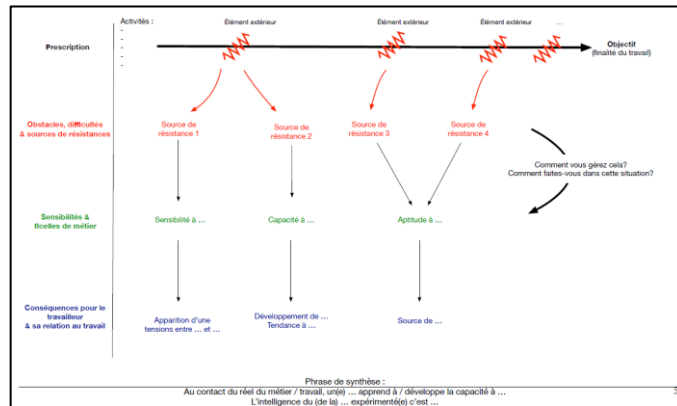 Activités :
Élément extérieur
Élément extérieur
Élément extérieur
...
-
-
-
-
Prescription
Objectif
(finalité du travail)
Obstacles, difficultés
& sources de résistances
Source de
résistance 1
Source de
résistance 2
Source de
résistance 3
Source de
résistance 4
Comment vous gérez cela?
Comment faites-vous dans cette situation?
Sensibilités &
ficelles de métier
Sensibilité à ...
Capacité à ...
Aptitude à ...
Conséquences pour le
travailleur
& sa relation au travail
Apparition d'une
tensions entre ... et ...
Développement de ...
Tendance à ...
Source de ...
Phrase de synthèse :
Au contact du réel du métier / travail, un(e) ... apprend à / développe la capacité à ...
L'intelligence du (de la) ... expérimenté(e) c'est ...